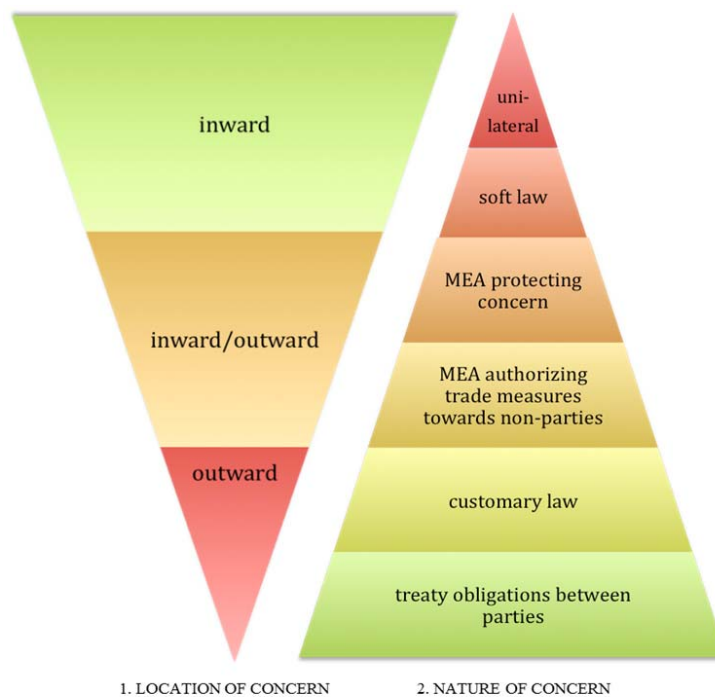 inward
inward/outward
outward
uni-
lateral
soft law
MEA protecting
concern
MEA authorizing
trade measures
towards non-parties
customary law
treaty obligations between
parties
1. LOCATION OF CONCERN
2. NATURE OF CONCERN